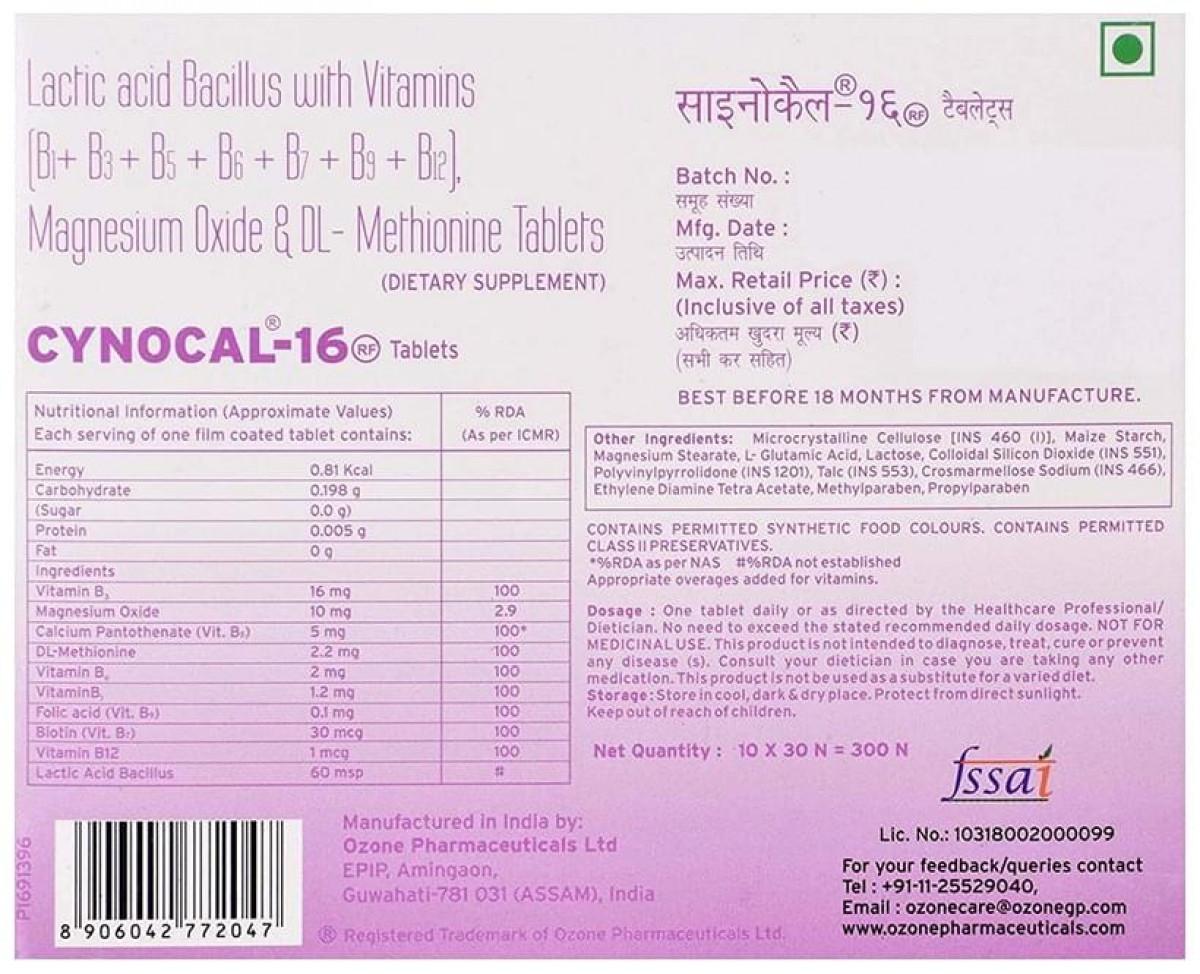 Lactic acid Bacillus with Vitamins
(B1+ B3 + B5 + B6 + B7 + B9 + B12),
Magnesium Oxide & DL- Methionine Tablets
(DIETARY SUPPLEMENT)
CYNOCAL®-16 RF Tablets
Nutritional Information (Approximate Values) % RDA
Each serving of one film coated tablet contains: (As per ICMR)
Energy 0.81 Kcal
Carbohydrate 0.198 g
(Sugar 0.0 g)
Protein 0.005 g
Fat 0 g
Ingredients
Vitamin B₃ 16 mg 100
Magnesium Oxide 10 mg 2.9
Calcium Pantothenate (Vit. B₅) 5 mg 100*
DL-Methionine 2.2 mg 100
Vitamin B₆ 2 mg 100
VitaminB₁ 1.2 mg 100
Folic acid (Vit. B₉) 0.1 mg 100
Biotin (Vit. B₇) 30 mcg 100
Vitamin B12 1 mcg 100
Lactic Acid Bacillus 60 msp #
P1691396
8 906042 772047
Manufactured in India by:
Ozone Pharmaceuticals Ltd
EPIP, Amingaon,
Guwahati-781 031 (ASSAM), India
® Registered Trademark of Ozone Pharmaceuticals Ltd.
साइनोकैल®-१६ RF टैबलेट्स
Batch No. :
समूह संख्या
Mfg. Date :
उत्पादन तिथि
Max. Retail Price (₹) :
(Inclusive of all taxes)
अधिकतम खुदरा मूल्य (₹)
(सभी कर सहित)
BEST BEFORE 18 MONTHS FROM MANUFACTURE.
Other Ingredients: Microcrystalline Cellulose [INS 460 (I)], Maize Starch,
Magnesium Stearate, L- Glutamic Acid, Lactose, Colloidal Silicon Dioxide (INS 551),
Polyvinylpyrrolidone (INS 1201), Talc (INS 553), Crosmarmellose Sodium (INS 466),
Ethylene Diamine Tetra Acetate, Methylparaben, Propylparaben
CONTAINS PERMITTED SYNTHETIC FOOD COLOURS. CONTAINS PERMITTED
CLASS II PRESERVATIVES.
*%RDA as per NAS #%RDA not established
Appropriate overages added for vitamins.
Dosage : One tablet daily or as directed by the Healthcare Professional/
Dietician. No need to exceed the stated recommended daily dosage. NOT FOR
MEDICINAL USE. This product is not intended to diagnose, treat, cure or prevent
any disease (s). Consult your dietician in case you are taking any other
medication. This product is not be used as a substitute for a varied diet.
Storage : Store in cool, dark & dry place. Protect from direct sunlight.
Keep out of reach of children.
Net Quantity : 10 X 30 N = 300 N
fssai
Lic. No.: 10318002000099
For your feedback/queries contact
Tel : +91-11-25529040,
Email : ozonecare@ozonegp.com
www.ozonepharmaceuticals.com